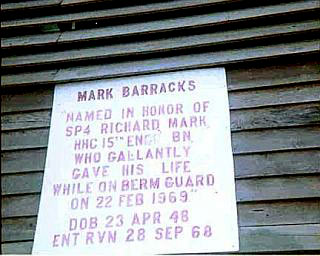 MARK BARRACKS
"NAMED IN HONOR OF
SP4 RICHARD MARK,
HHC 15TH ENGR BN,
WHO GALLANTLY
GAVE HIS LIFE
WHILE ON BERM GUARD
ON 22 FEB 1969"
DOB 23 APR 48
ENT RVN 28 SEP 68